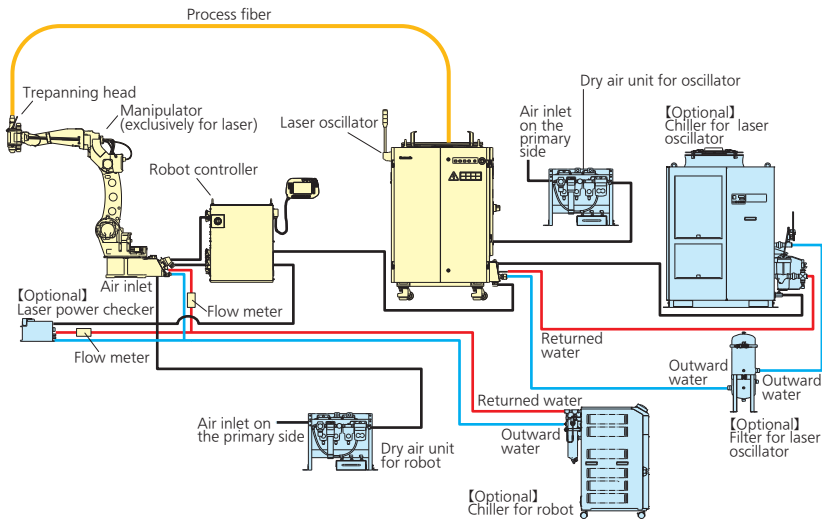 Process fiber
Trepanning head
Manipulator
(exclusively for laser)
Robot controller
Laser oscillator
Dry air unit for oscillator
Air inlet
on the
primary
side
【Optional】
Chiller for laser
oscillator
Air inlet
【Optional】
Laser power checker
Flow meter
Flow meter
Returned
water
Outward
water
Outward
water
【Optional】
Filter for laser
oscillator
Returned water
Outward
water
Air inlet on
the primary side
Dry air unit
for robot
【Optional】
Chiller for robot